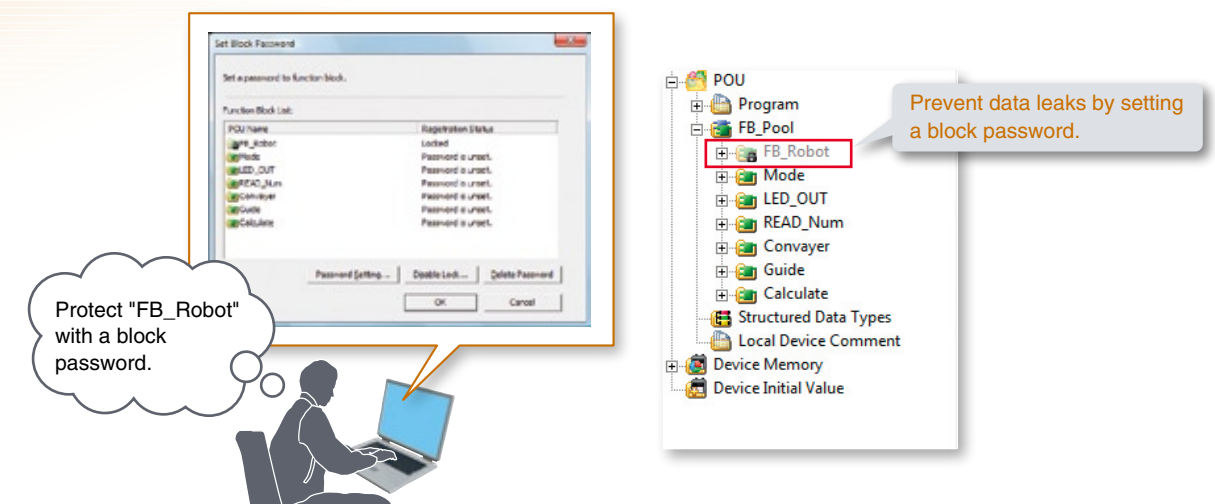 Set Block Password
Set a password to function block.
Function Block List:
POU Name Registration Status
FB_Robot Locked
Mode Password is unset.
LED_OUT Password is unset.
READ_Num Password is unset.
Convayer Password is unset.
Guide Password is unset.
Calculate Password is unset.
Password Setting... Disable Lock... Delete Password
OK Cancel
Protect "FB_Robot"
with a block
password.
POU
Program
FB_Pool
FB_Robot
Mode
LED_OUT
READ_Num
Convayer
Guide
Calculate
Structured Data Types
Local Device Comment
Device Memory
Device Initial Value
Prevent data leaks by setting
a block password.